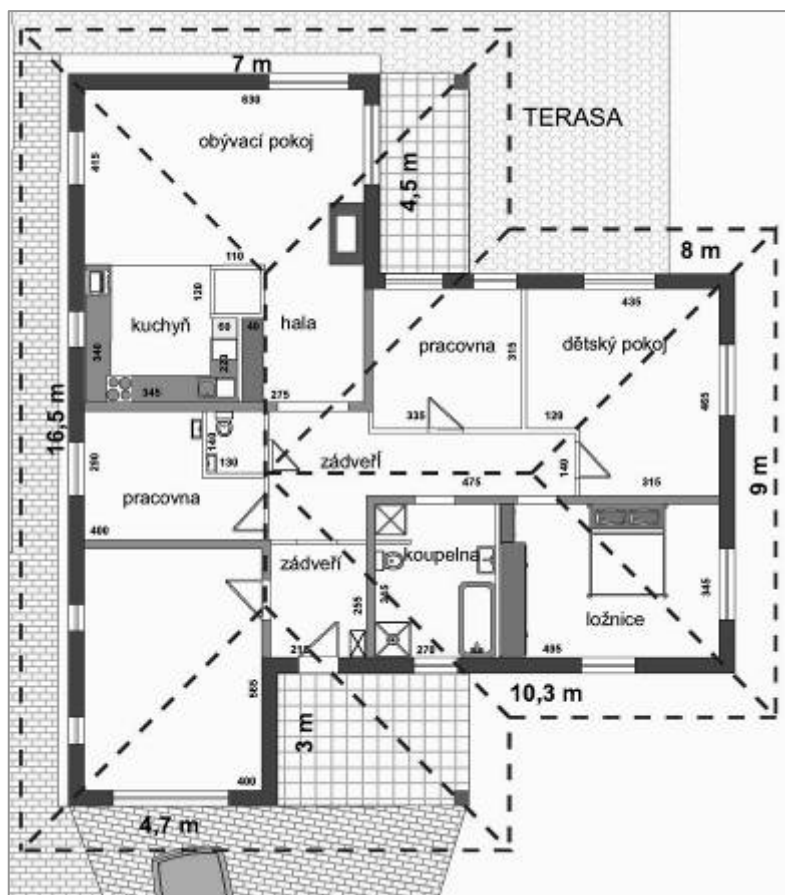 7 m
630
TERASA
obývací pokoj
415
4,5 m
8 m
110
120
435
kuchyň
60
40
hala
pracovna
315
dětský pokoj
340
220
345
275
335
120
465
16,5 m
140
130
290
zádveří
140
475
315
9 m
pracovna
400
zádveří
koupelna
345
255
ložnice
215
270
495
10,3 m
565
3 m
400
4,7 m